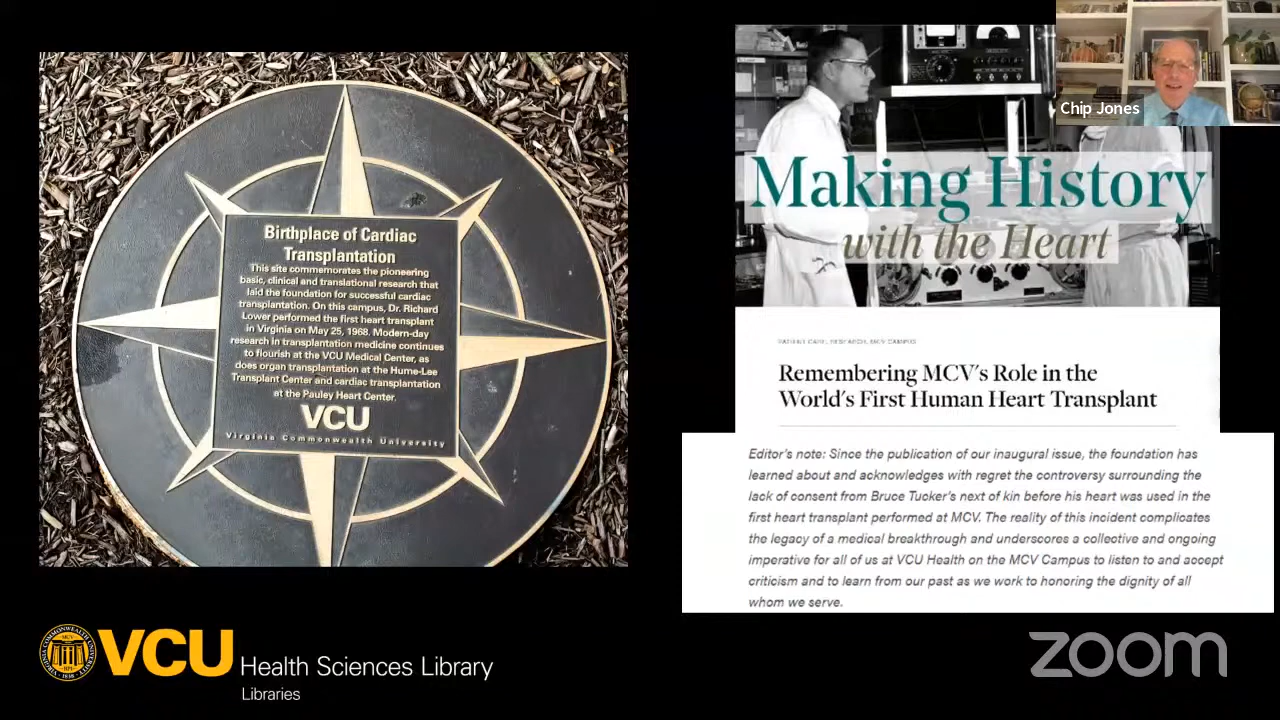 Birthplace of Cardiac
Transplantation
This site commemorates the pioneering
basic, clinical and translational research that
laid the foundation for successful cardiac
transplantation. On this campus, Dr. Richard
Lower performed the first heart transplant
in Virginia on May 25, 1968. Modern-day
research in transplantation medicine continues
to flourish at the VCU Medical Center, as
does organ transplantation at the Hume-Lee
Transplant Center and cardiac transplantation
at the Pauley Heart Center.
VCU
Virginia Commonwealth University
Chip Jones
Making History
with the Heart
PATIENT CARE, RESEARCH, MCV CAMPUS
Remembering MCV's Role in the
World's First Human Heart Transplant
Editor's note: Since the publication of our inaugural issue, the foundation has
learned about and acknowledges with regret the controversy surrounding the
lack of consent from Bruce Tucker's next of kin before his heart was used in the
first heart transplant performed at MCV. The reality of this incident complicates
the legacy of a medical breakthrough and underscores a collective and ongoing
imperative for all of us at VCU Health on the MCV Campus to listen to and accept
criticism and to learn from our past as we work to honoring the dignity of all
whom we serve.
VCU Health Sciences Library
Libraries
zoom